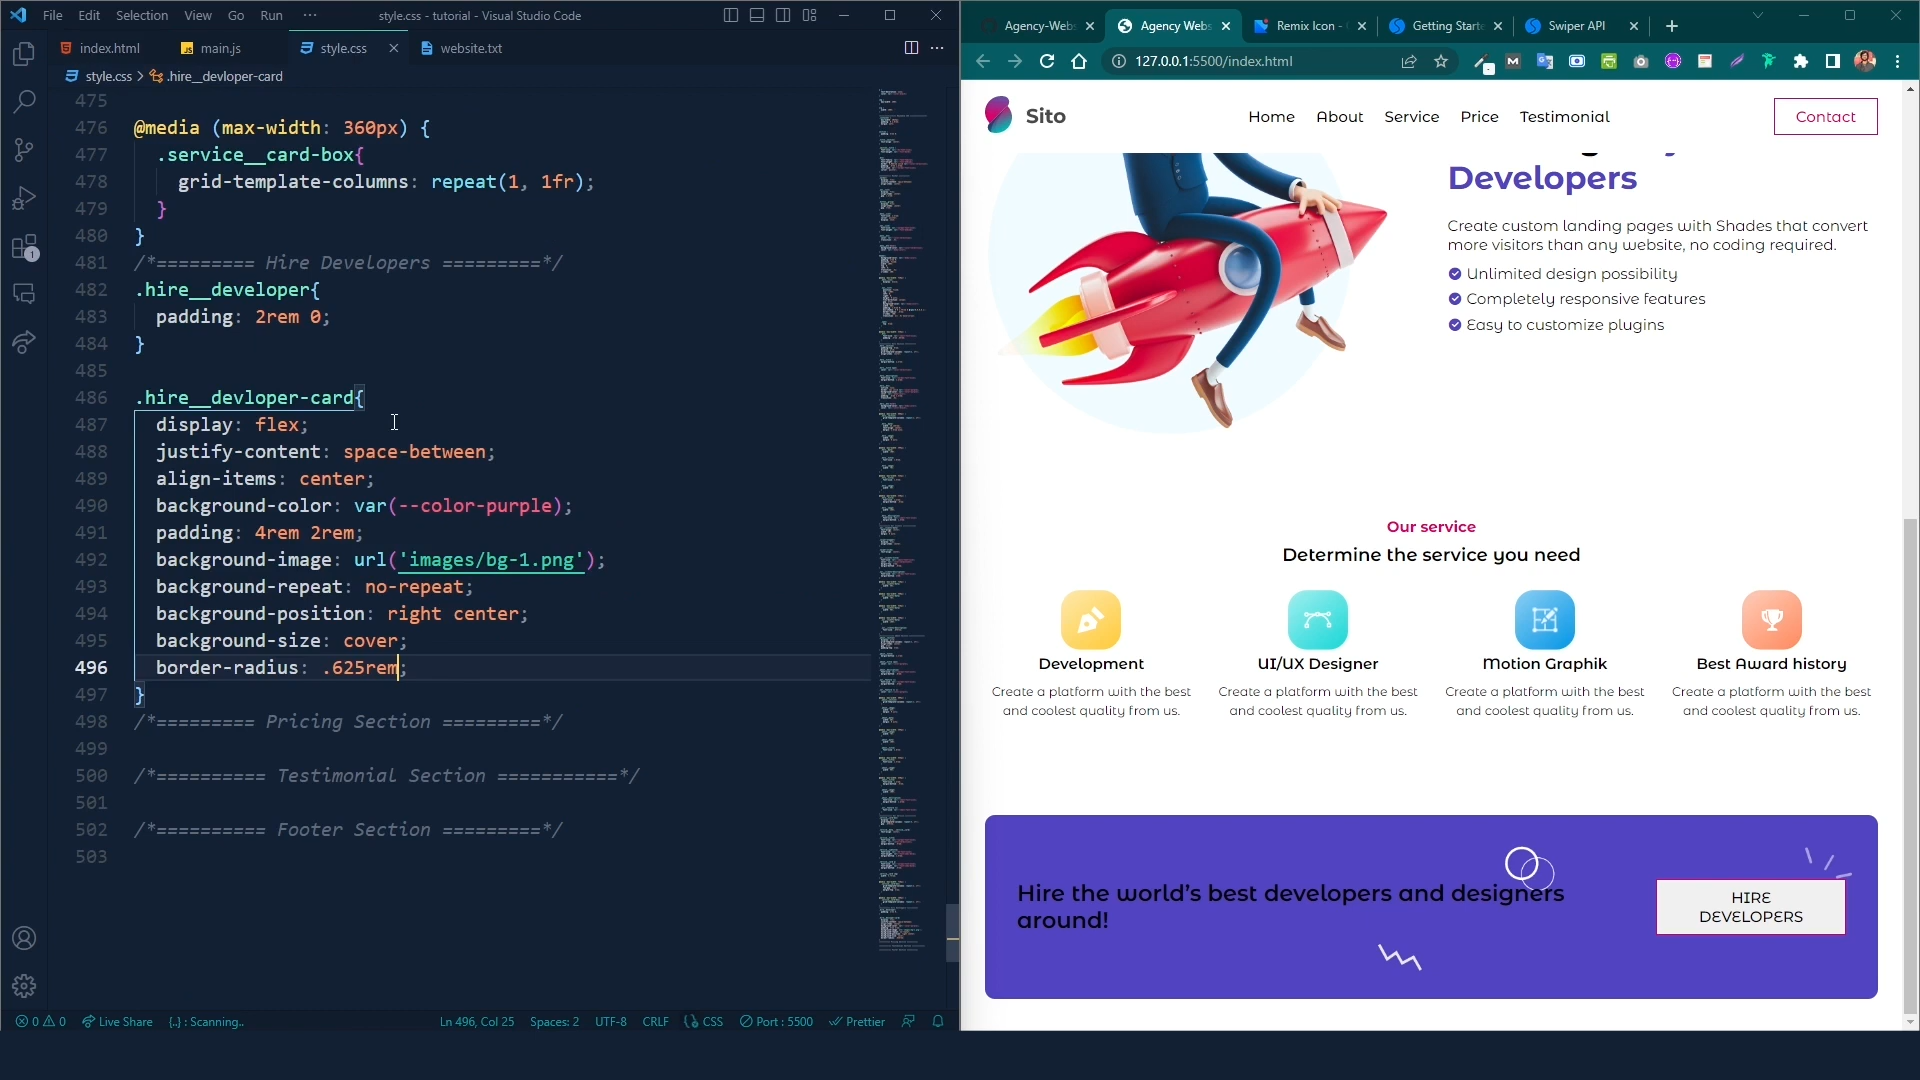 File Edit Selection View Go Run ··· style.css - tutorial - Visual Studio Code
index.html main.js style.css website.txt
style.css > .hire__devloper-card
475
476 @media (max-width: 360px) {
477 .service__card-box{
478 grid-template-columns: repeat(1, 1fr);
479 }
480 }
481 /*========= Hire Developers =========*/
482 .hire__developer{
483 padding: 2rem 0;
484 }
485
486 .hire__devloper-card{
487 display: flex;
488 justify-content: space-between;
489 align-items: center;
490 background-color: var(--color-purple);
491 padding: 4rem 2rem;
492 background-image: url('images/bg-1.png');
493 background-repeat: no-repeat;
494 background-position: right center;
495 background-size: cover;
496 border-radius: .625rem;
497 }
498 /*========= Pricing Section =========*/
499
500 /*========== Testimonial Section ===========*/
501
502 /*========== Footer Section =========*/
503
1
0 0 Live Share {..} : Scanning.. Ln 496, Col 25 Spaces: 2 UTF-8 CRLF CSS Port : 5500 Prettier
Agency-Webs Agency Webs Remix Icon - Getting Starte Swiper API
127.0.0.1:5500/index.html
Sito Home About Service Price Testimonial Contact
Developers
Create custom landing pages with Shades that convert
more visitors than any website, no coding required.
Unlimited design possibility
Completely responsive features
Easy to customize plugins
Our service
Determine the service you need
Development UI/UX Designer Motion Graphik Best Award history
Create a platform with the best Create a platform with the best Create a platform with the best Create a platform with the best
and coolest quality from us. and coolest quality from us. and coolest quality from us. and coolest quality from us.
Hire the world's best developers and designers
around!
HIRE
DEVELOPERS